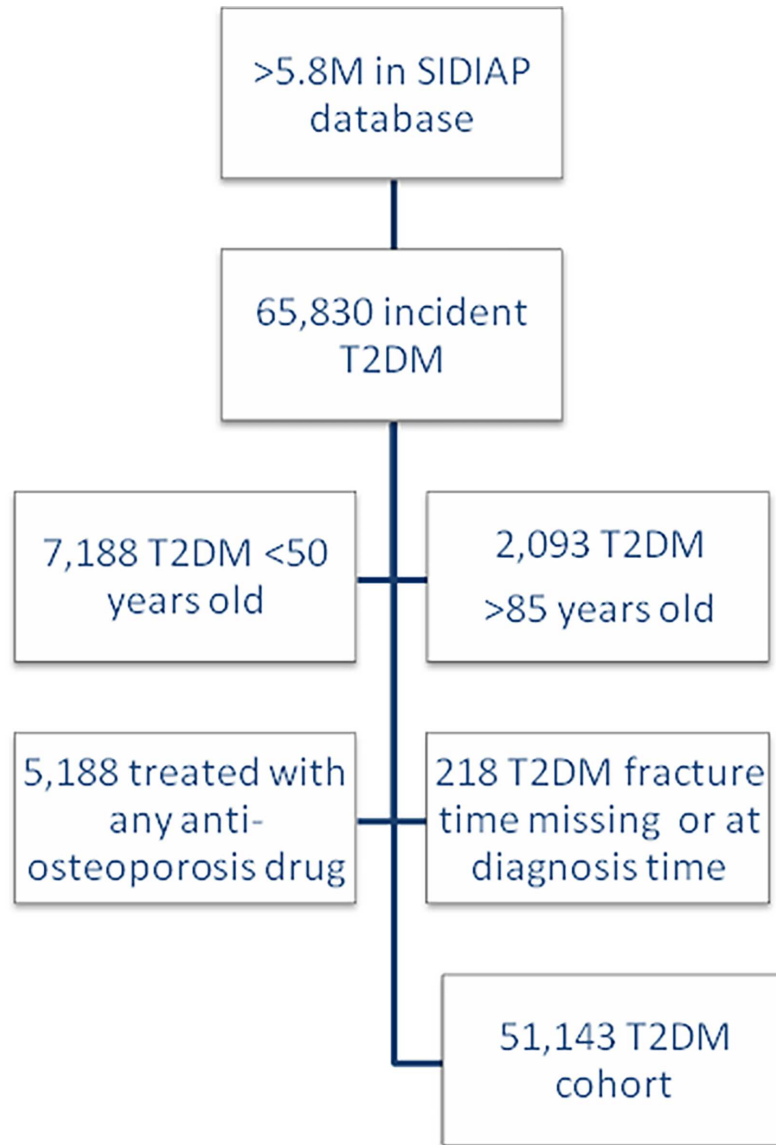 >5.8M in SIDIAP
database
65,830 incident
T2DM
7,188 T2DM <50
years old
2,093 T2DM
>85 years old
5,188 treated with
any anti-
osteoporosis drug
218 T2DM fracture
time missing or at
diagnosis time
51,143 T2DM
cohort